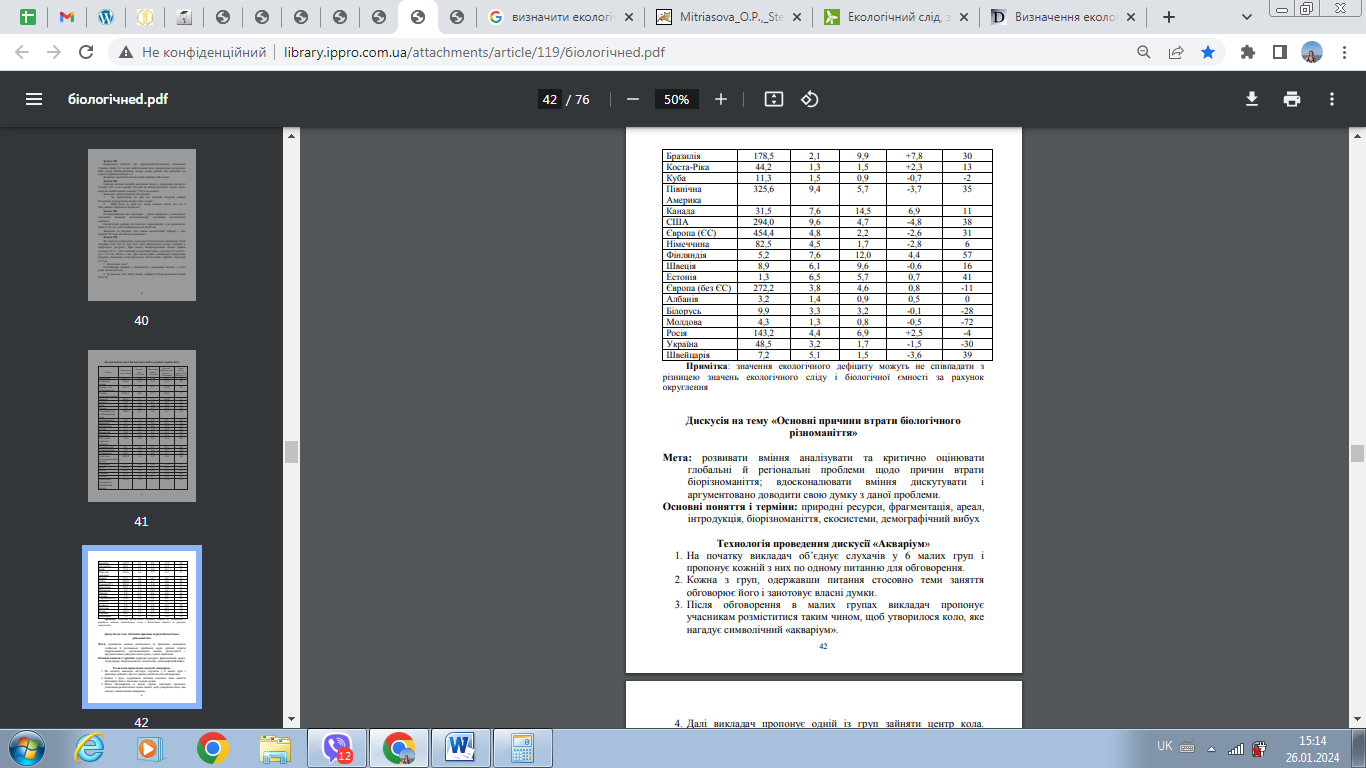 визначити екологі
Mitriasova_O.P.,_Ste
Екологічний слід, з
Визначення еколо
Не конфіденційний
library.ippro.com.ua/attachments/article/119/біологічнеd.pdf
біологічнеd.pdf
42 / 76
50%
40
41
42
Бразилія 178,5 2,1 9,9 +7,8 30
Коста-Ріка 44,2 1,3 1,5 +2,3 13
Куба 11,3 1,5 0,9 -0,7 -2
Північна Америка 325,6 9,4 5,7 -3,7 35
Канада 31,5 7,6 14,5 6,9 11
США 294,0 9,6 4,7 -4,8 38
Європа (ЄС) 454,4 4,8 2,2 -2,6 31
Німеччина 82,5 4,5 1,7 -2,8 6
Фінляндія 5,2 7,6 12,0 4,4 57
Швеція 8,9 6,1 9,6 -0,6 16
Естонія 1,3 6,5 5,7 0,7 41
Європа (без ЄС) 272,2 3,8 4,6 0,8 -11
Албанія 3,2 1,4 0,9 0,5 0
Білорусь 9,9 3,3 3,2 -0,1 -28
Молдова 4,3 1,3 0,8 -0,5 -72
Росія 143,2 4,4 6,9 +2,5 -4
Україна 48,5 3,2 1,7 -1,5 -30
Швейцарія 7,2 5,1 1,5 -3,6 39
Примітка: значення екологічного дефіциту можуть не співпадати з
різницею значень екологічного сліду і біологічної ємності за рахунок
округлення
Дискусія на тему «Основні причини втрати біологічного
різноманіття»
Мета: розвивати вміння аналізувати та критично оцінювати
глобальні й регіональні проблеми щодо причин втрати
біорізноманіття; вдосконалювати вміння дискутувати і
аргументовано доводити свою думку з даної проблеми.
Основні поняття і терміни: природні ресурси, фрагментація, ареал,
інтродукція, біорізноманіття, екосистеми, демографічний вибух
Технологія проведення дискусії «Акваріум»
1. На початку викладач об’єднує слухачів у 6 малих груп і
пропонує кожній з них по одному питанню для обговорення.
2. Кожна з груп, одержавши питання стосовно теми заняття
обговорює його і занотовує власні думки.
3. Після обговорення в малих групах викладач пропонує
учасникам розміститися таким чином, щоб утворилося коло, яке
нагадує символічний «акваріум».
42
4. Далі викладач пропонує одній із груп зайняти центр кола.
12
UK
15:14
26.01.2024